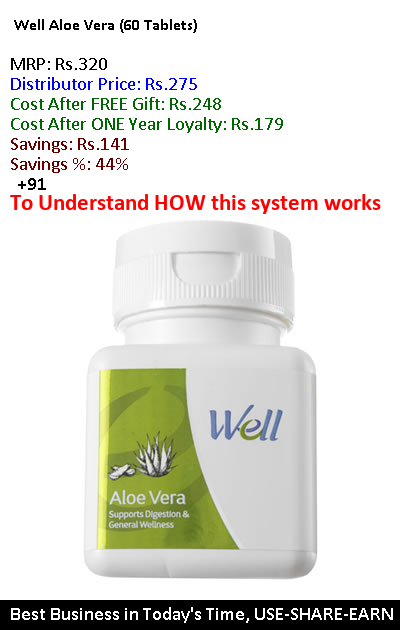 Well Aloe Vera (60 Tablets)
MRP: Rs.320
Distributor Price: Rs.275
Cost After FREE Gift: Rs.248
Cost After ONE Year Loyalty: Rs.179
Savings: Rs.141
Savings %: 44%
+91
To Understand HOW this system works
Well
Aloe Vera
Supports Digestion &
General Wellness
Best Business in Today's Time, USE-SHARE-EARN